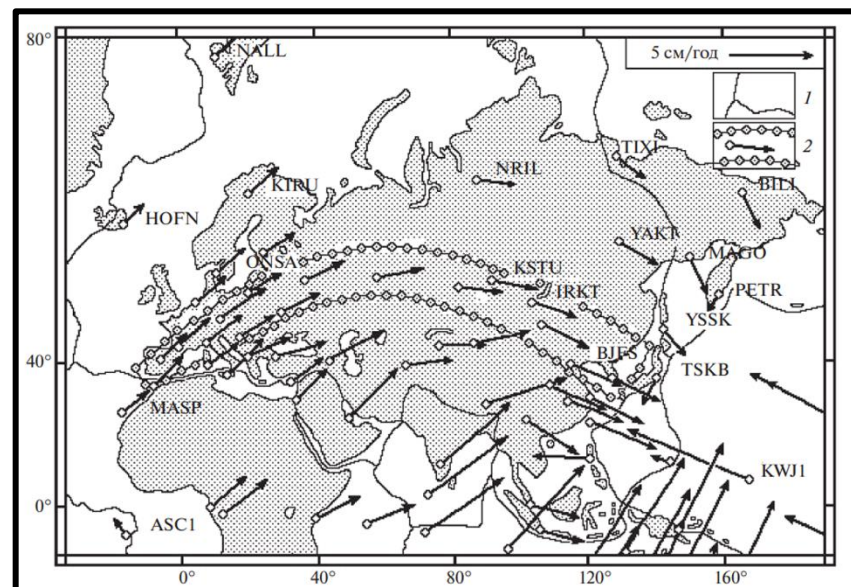 80°
NALL
5 см/год
1
2
TIXI
KIRU
NRIL
BILI
HOFN
YAKT
ONSA
MAGO
KSTU
PETR
IRKT
YSSK
40°
BJFS
TSKB
MASP
KWJ1
0°
ASC1
0° 40° 80° 120° 160°